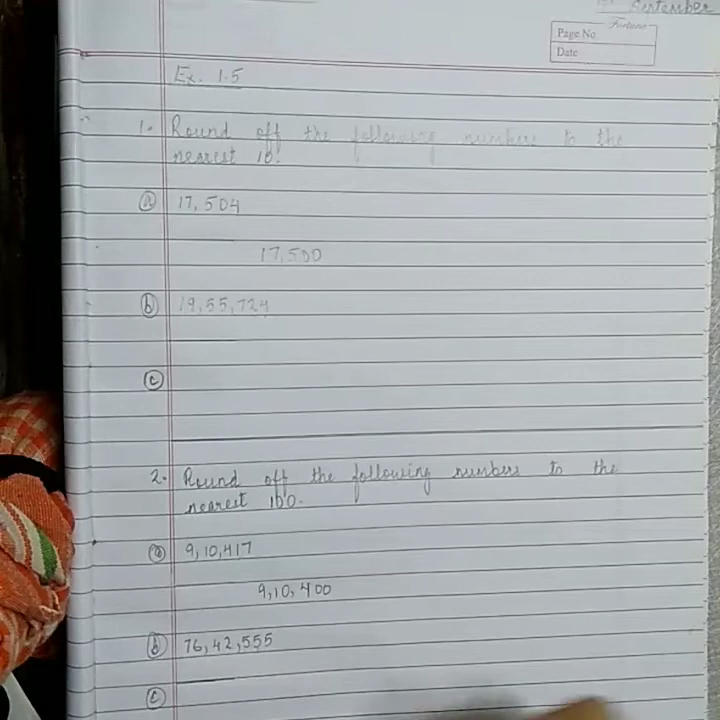 September
Fortune
Page No.
Date
Ex. 1.5
1. Round off the following numbers to the
nearest 10.
(a) 17,504
17,500
(b) 19,55,724
(c)
2. Round off the following numbers to the
nearest 100.
(a) 9,10,417
9,10,400
(b) 76,42,555
(c)